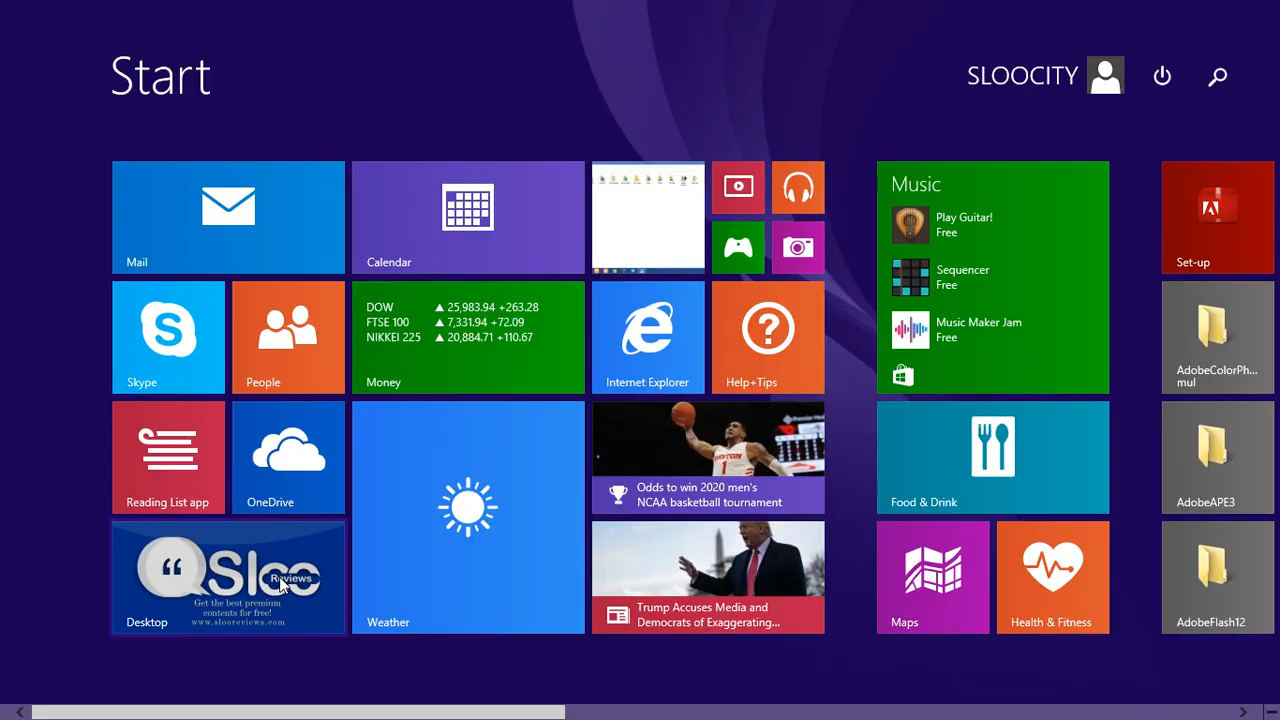 Start
SLOOCITY
Mail
Calendar
Skype
People
DOW ▲ 25,983.94 +263.28
FTSE 100 ▲ 7,331.94 +72.09
NIKKEI 225 ▲ 20,884.71 +110.67
Money
Internet Explorer
Help+Tips
Reading List app
OneDrive
Weather
DAYTON
1
Odds to win 2020 men's
NCAA basketball tournament
“ Sloo
Reviews
Get the best premium
contents for free!
www.slooreviews.com
Desktop
Trump Accuses Media and
Democrats of Exaggerating...
Music
Play Guitar!
Free
Sequencer
Free
Music Maker Jam
Free
Food & Drink
Maps
Health & Fitness
Set-up
AdobeColorPh...
mul
AdobeAPE3
AdobeFlash12